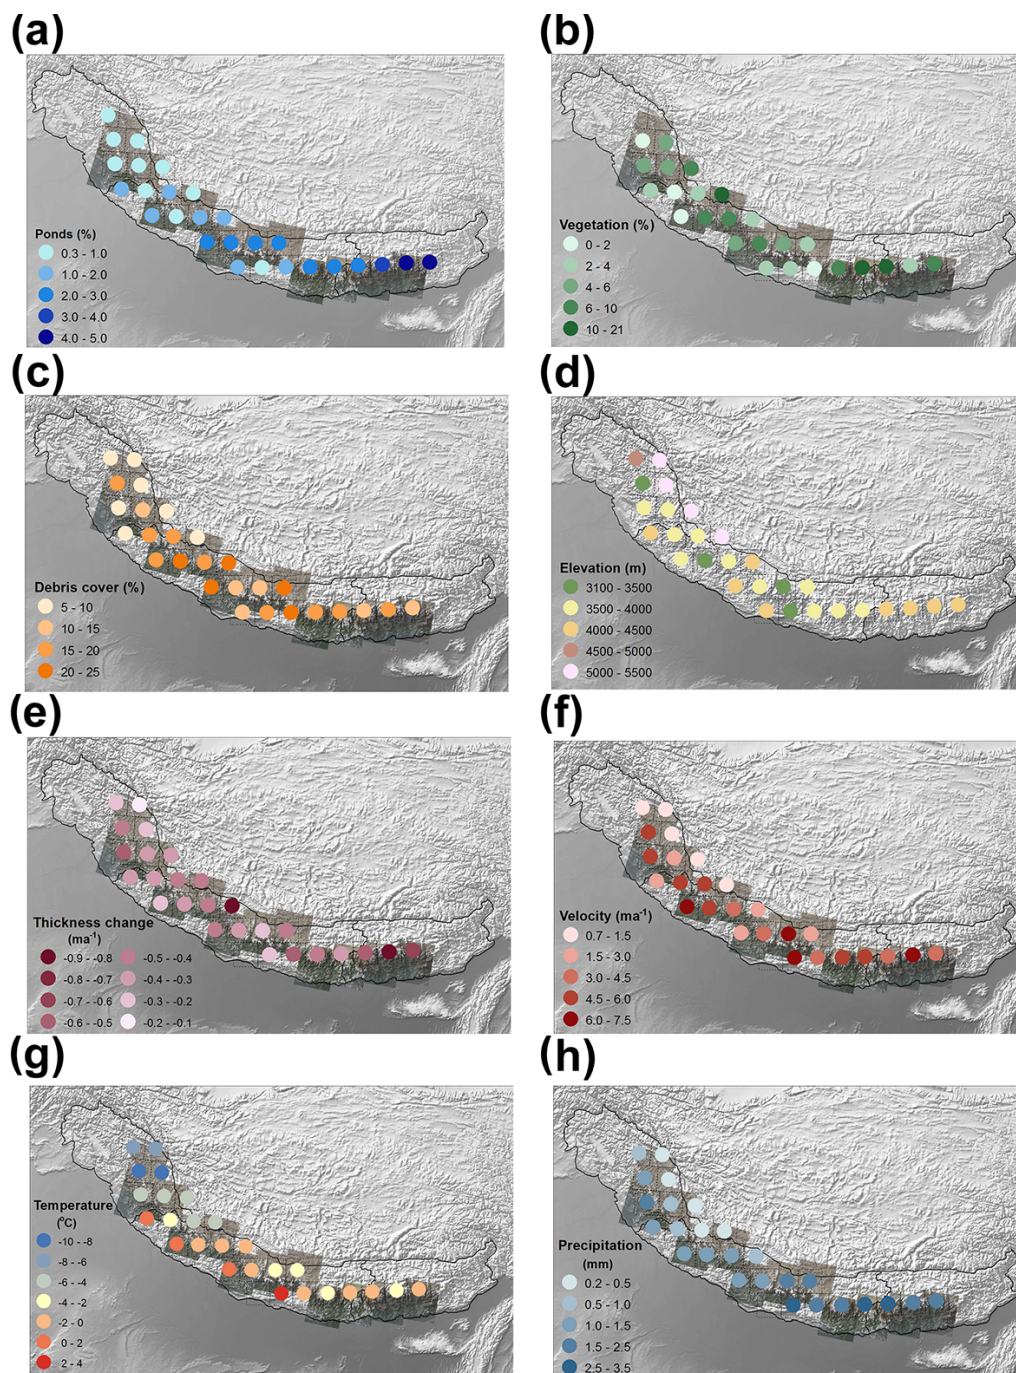 (a)
Ponds (%)
0.3 - 1.0
1.0 - 2.0
2.0 - 3.0
3.0 - 4.0
4.0 - 5.0
(b)
Vegetation (%)
0 - 2
2 - 4
4 - 6
6 - 10
10 - 21
(c)
Debris cover (%)
5 - 10
10 - 15
15 - 20
20 - 25
(d)
Elevation (m)
3100 - 3500
3500 - 4000
4000 - 4500
4500 - 5000
5000 - 5500
(e)
Thickness change
(ma⁻¹)
-0.9 - -0.8
-0.8 - -0.7
-0.7 - -0.6
-0.6 - -0.5
-0.5 - -0.4
-0.4 - -0.3
-0.3 - -0.2
-0.2 - -0.1
(f)
Velocity (ma⁻¹)
0.7 - 1.5
1.5 - 3.0
3.0 - 4.5
4.5 - 6.0
6.0 - 7.5
(g)
Temperature
(°C)
-10 - -8
-8 - -6
-6 - -4
-4 - -2
-2 - 0
0 - 2
2 - 4
(h)
Precipitation
(mm)
0.2 - 0.5
0.5 - 1.0
1.0 - 1.5
1.5 - 2.5
2.5 - 3.5